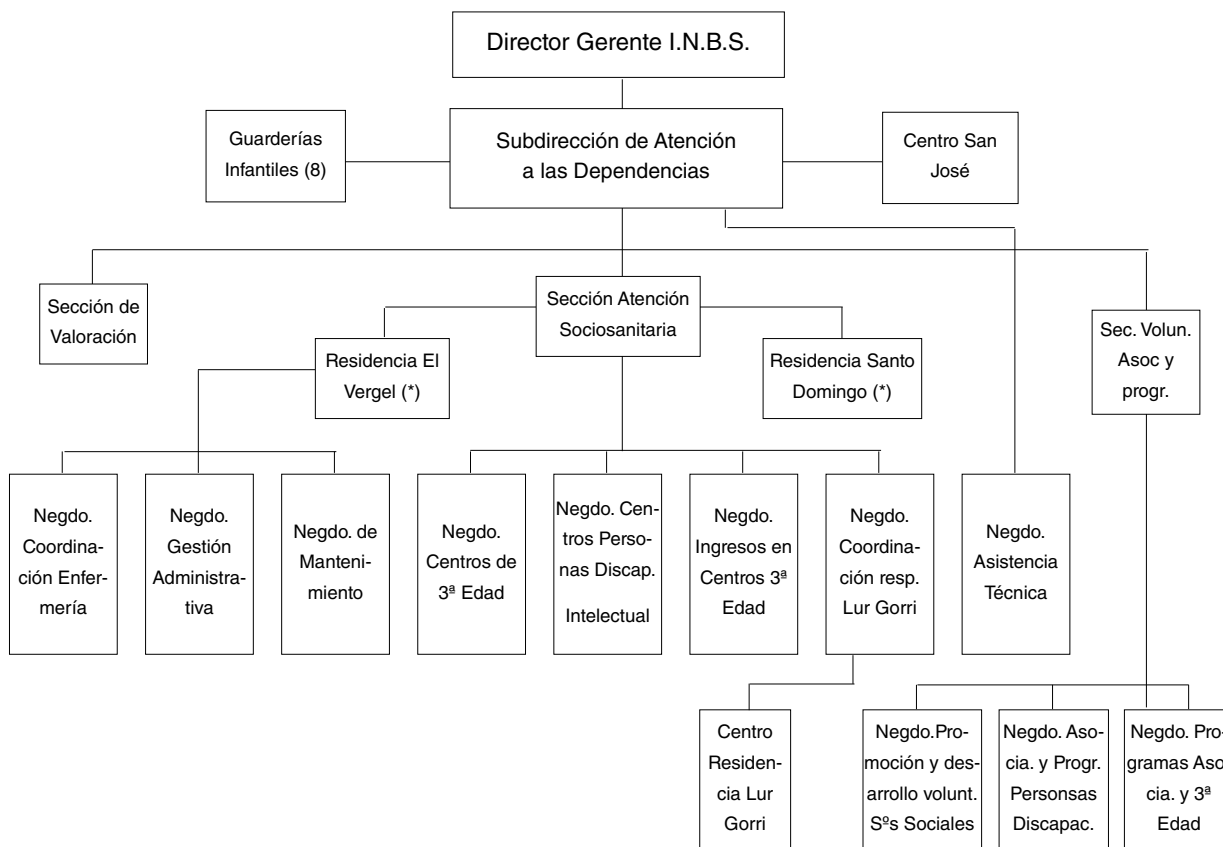 Director Gerente I.N.B.S.
Guarderías
Infantiles (8)
Subdirección de Atención
a las Dependencias
Centro San
José
Sección de
Valoración
Sección Atención
Sociosanitaria
Sec. Volun.
Asoc y
progr.
Residencia El
Vergel (*)
Residencia Santo
Domingo (*)
Negdo.
Coordina-
ción Enfer-
mería
Negdo.
Gestión
Administra-
tiva
Negdo. de
Manteni-
miento
Negdo.
Centros de
3ª Edad
Negdo. Cen-
tros Perso-
nas Discap.
Intelectual
Negdo.
Ingresos en
Centros 3ª
Edad
Negdo.
Coordina-
ción resp.
Lur Gorri
Negdo.
Asistencia
Técnica
Centro
Residen-
cia Lur
Gorri
Negdo.Pro-
moción y des-
arrollo volunt.
Sºs Sociales
Negdo. Aso-
cia. y Progr.
Personsas
Discapac.
Negdo. Pro-
gramas Aso
cia. y 3ª
Edad